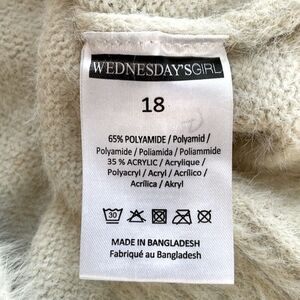 WEDNESDAY'SGIRL
18
65% POLYAMIDE / Polyamid /
Polyamide / Poliamida / Poliammide
35 % ACRYLIC / Acrylique /
Polyacryl / Acryl / Acrílico /
Acrilica / Akryl
30
MADE IN BANGLADESH
Fabriqué au Bangladesh